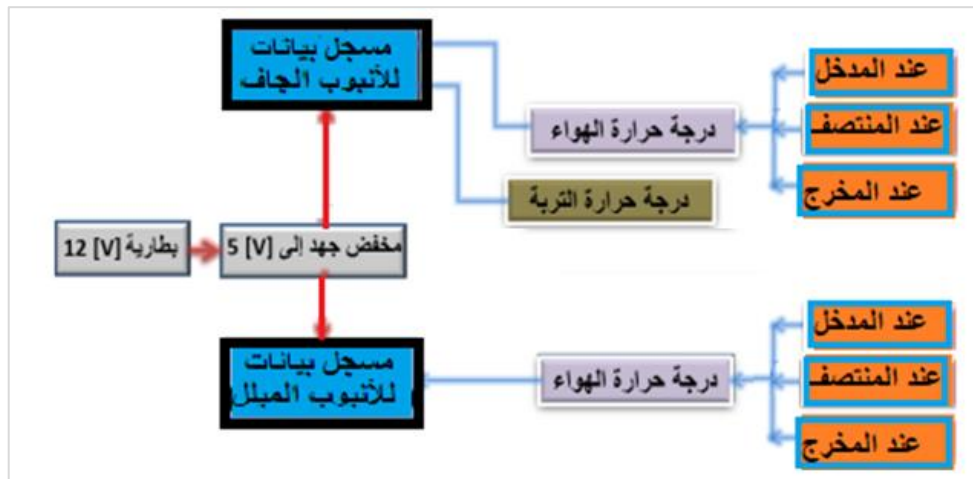 مسجل بيانات
للأنبوب الجاف
عند المدخل
عند المنتصف
عند المخرج
درجة حرارة الهواء
درجة حرارة التربة
مخفض جهد إلى 5 [V]
بطارية 12 [V]
مسجل بيانات
للأنبوب المبلل
عند المدخل
عند المنتصف
عند المخرج
درجة حرارة الهواء